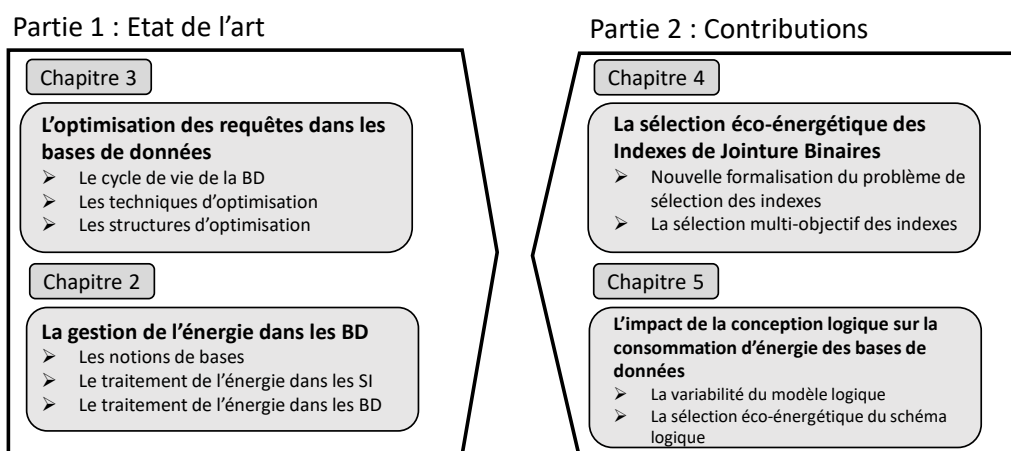 Partie 1 : Etat de l'art
Chapitre 3
L'optimisation des requêtes dans les
bases de données
➢ Le cycle de vie de la BD
➢ Les techniques d'optimisation
➢ Les structures d'optimisation
Chapitre 2
La gestion de l'énergie dans les BD
➢ Les notions de bases
➢ Le traitement de l'énergie dans les SI
➢ Le traitement de l'énergie dans les BD
Partie 2 : Contributions
Chapitre 4
La sélection éco-énergétique des
Indexes de Jointure Binaires
➢ Nouvelle formalisation du problème de
sélection des indexes
➢ La sélection multi-objectif des indexes
Chapitre 5
L'impact de la conception logique sur la
consommation d'énergie des bases de
données
➢ La variabilité du modèle logique
➢ La sélection éco-énergétique du schéma
logique